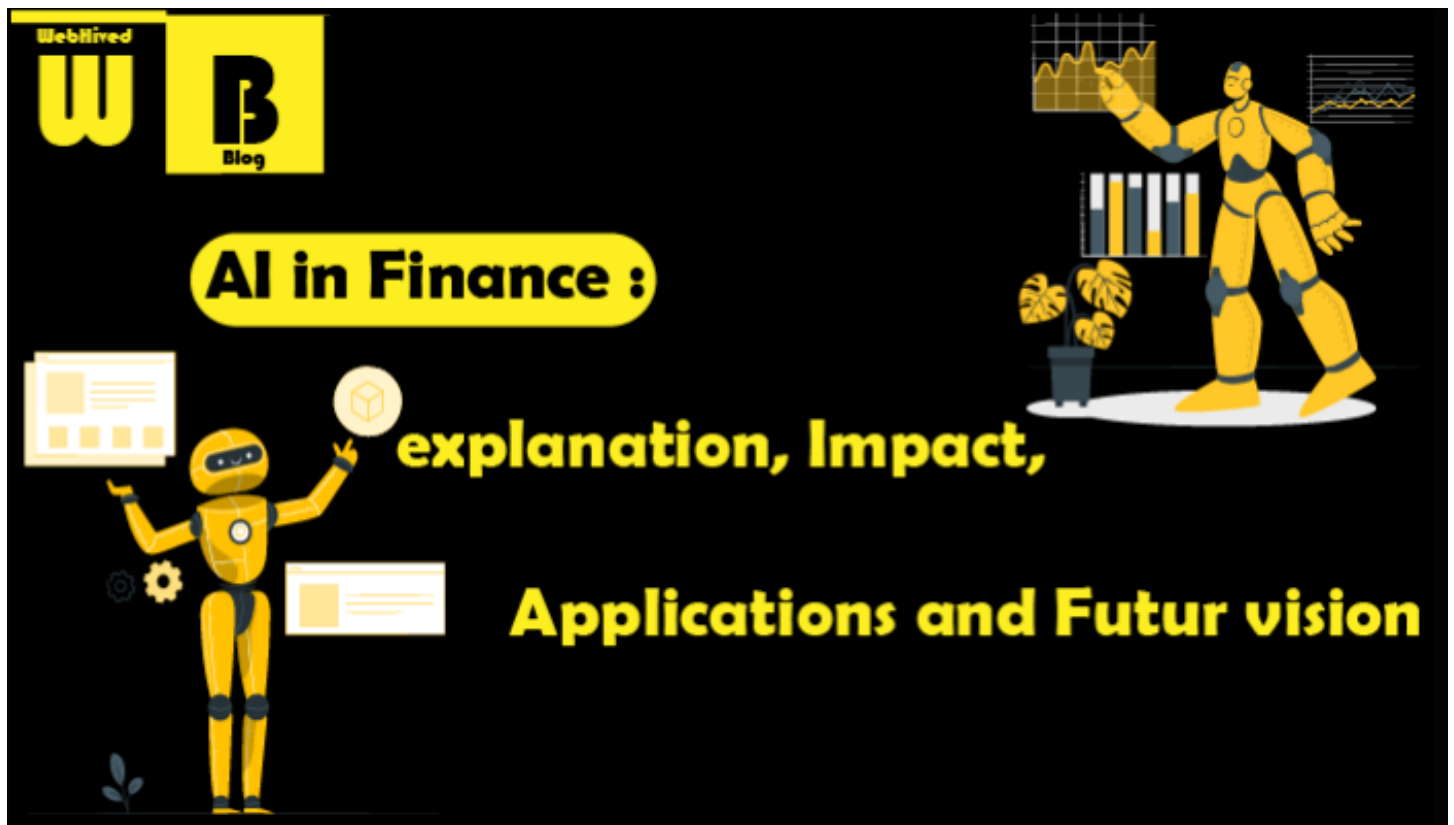 WebHived
W
B
Blog
AI in Finance :
explanation, Impact,
Applications and Futur vision